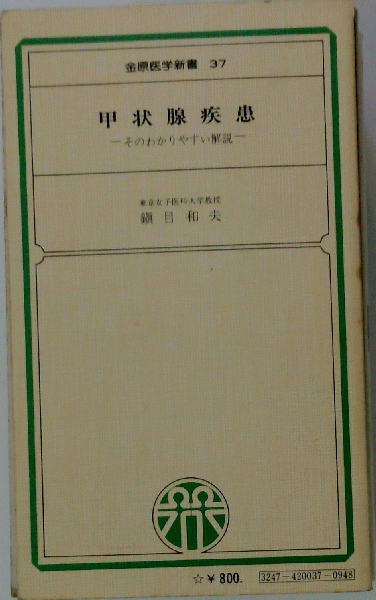 金原医学新書 37
甲状腺疾患
―そのわかりやすい解説―
東京女子医科大学教授
鎮目和夫
☆￥800.
3247-420037-0948